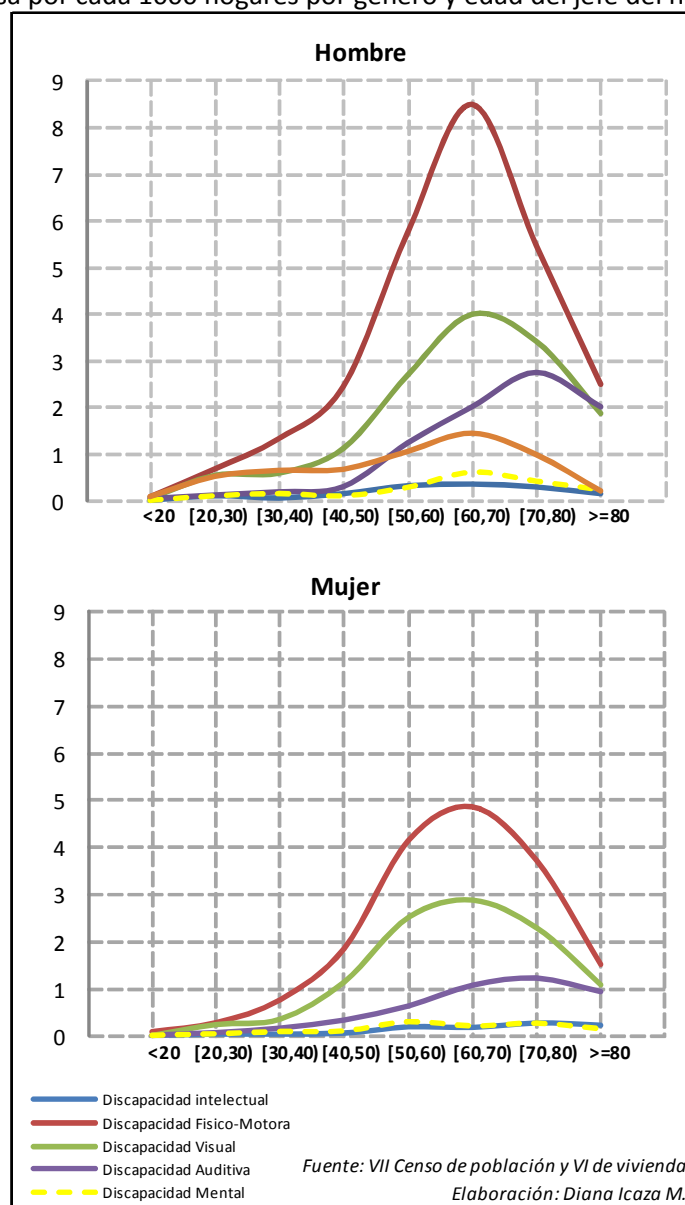 sa por cada 1000 hogares por género y edad del jefe del h
Hombre
9
8
7
6
5
4
3
2
1
0
<20 [20,30) [30,40) [40,50) [50,60) [60,70) [70,80) >=80
Mujer
9
8
7
6
5
4
3
2
1
0
<20 [20,30) [30,40) [40,50) [50,60) [60,70) [70,80) >=80
Discapacidad intelectual
Discapacidad Fisico-Motora
Discapacidad Visual
Discapacidad Auditiva
Discapacidad Mental
Fuente: VII Censo de población y VI de vivienda
Elaboración: Diana Icaza M.